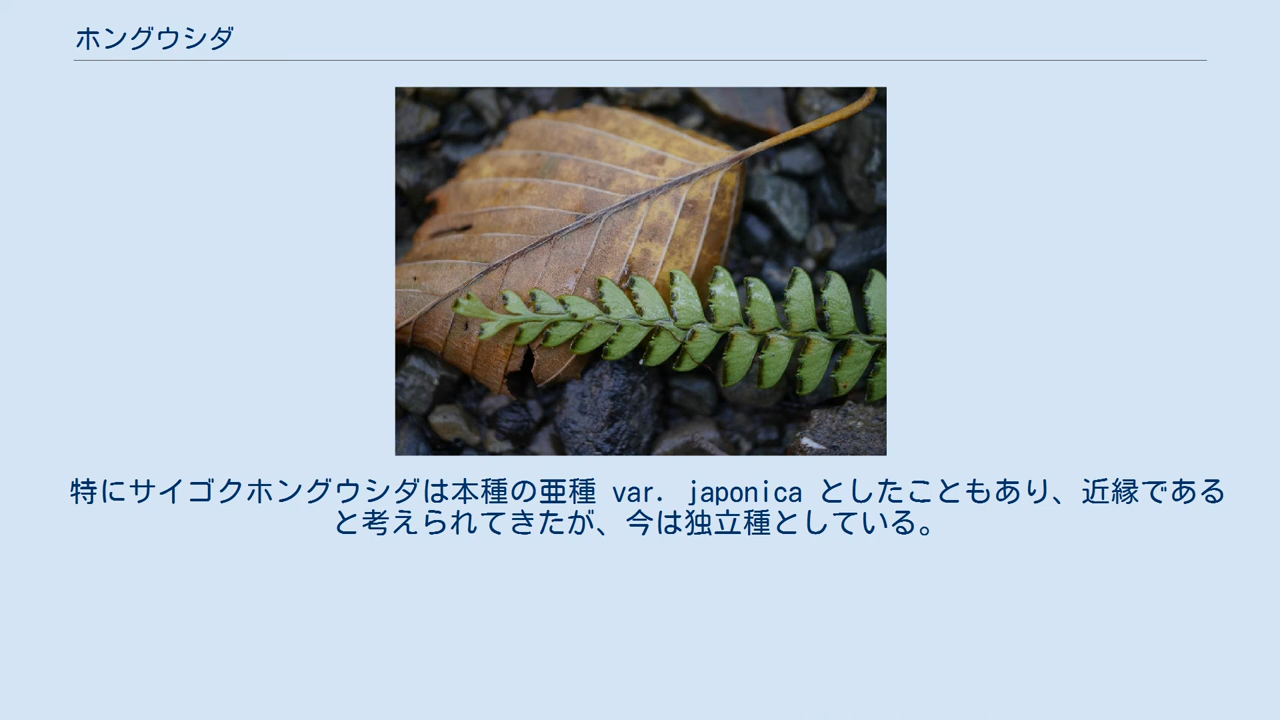 ホングウシダ
特にサイゴクホングウシダは本種の亜種 var. japonica としたこともあり、近縁である
と考えられてきたが、今は独立種としている。